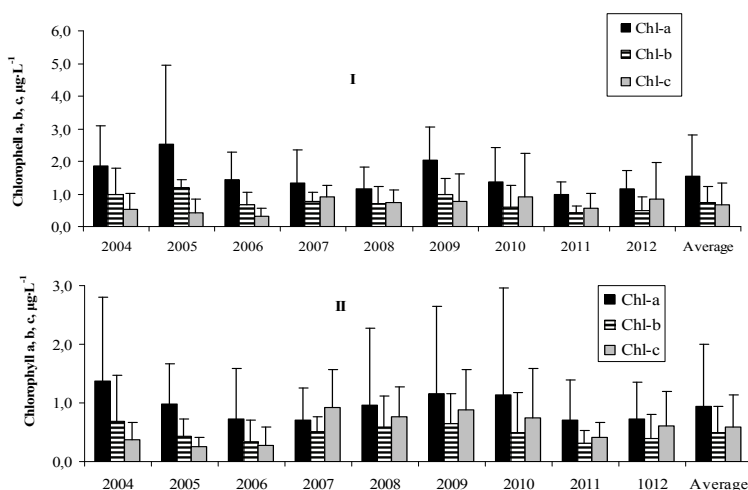 Chlorophell a, b, c, µg·L⁻¹
6,0
5,0
4,0
3,0
2,0
1,0
0,0
I
Chl-a
Chl-b
Chl-c
2004 2005 2006 2007 2008 2009 2010 2011 2012 Average
Chlorophyll a, b, c, µg·L⁻¹
3,0
2,0
1,0
0,0
II
Chl-a
Chl-b
Chl-c
2004 2005 2006 2007 2008 2009 2010 2011 1012 Average